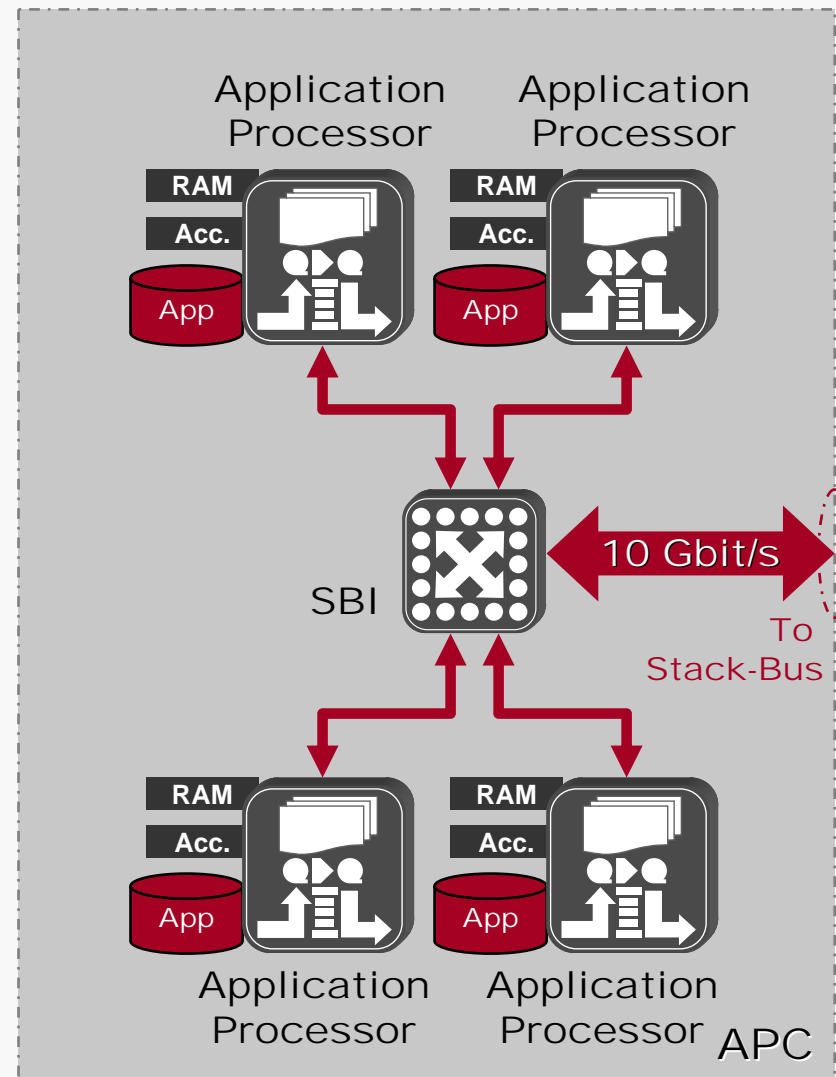 Application
Processor
Application
Processor
RAM
Acc.
App
RAM
Acc.
App
SBI
10 Gbit/s
To
Stack-Bus
RAM
Acc.
App
RAM
Acc.
App
Application
Processor
Application
Processor
APC